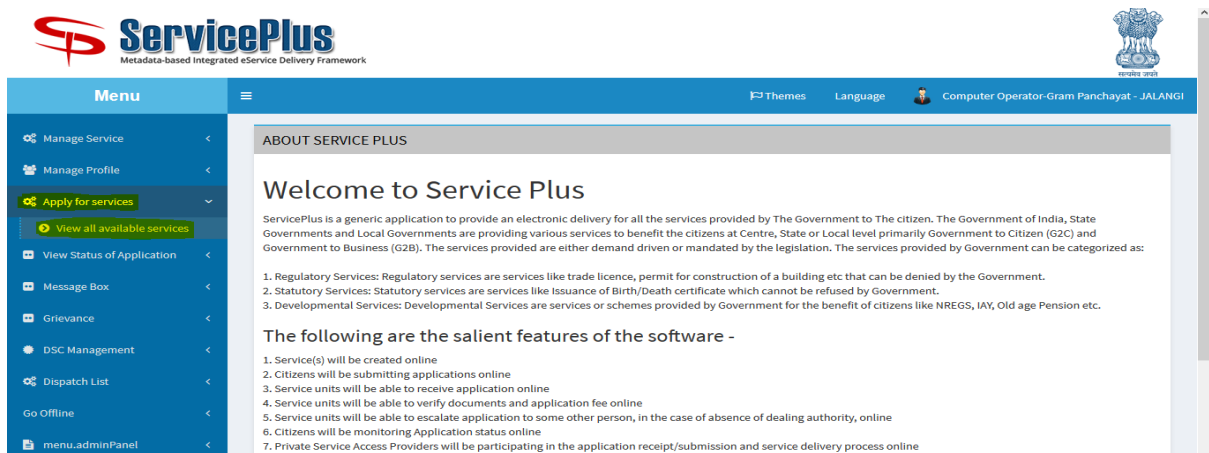 ServicePlus
Metadata-based Integrated eService Delivery Framework
सत्यमेव जयते
Menu
Themes Language Computer Operator-Gram Panchayat - JALANGI
Manage Service
Manage Profile
Apply for services
View all available services
View Status of Application
Message Box
Grievance
DSC Management
Dispatch List
Go Offline
menu.adminPanel
ABOUT SERVICE PLUS
Welcome to Service Plus
ServicePlus is a generic application to provide an electronic delivery for all the services provided by The Government to The citizen. The Government of India, State
Governments and Local Governments are providing various services to benefit the citizens at Centre, State or Local level primarily Government to Citizen (G2C) and
Government to Business (G2B). The services provided are either demand driven or mandated by the legislation. The services provided by Government can be categorized as:
1. Regulatory Services: Regulatory services are services like trade licence, permit for construction of a building etc that can be denied by the Government.
2. Statutory Services: Statutory services are services like Issuance of Birth/Death certificate which cannot be refused by Government.
3. Developmental Services: Developmental Services are services or schemes provided by Government for the benefit of citizens like NREGS, IAY, Old age Pension etc.
The following are the salient features of the software -
1. Service(s) will be created online
2. Citizens will be submitting applications online
3. Service units will be able to receive application online
4. Service units will be able to verify documents and application fee online
5. Service units will be able to escalate application to some other person, in the case of absence of dealing authority, online
6. Citizens will be monitoring Application status online
7. Private Service Access Providers will be participating in the application receipt/submission and service delivery process online